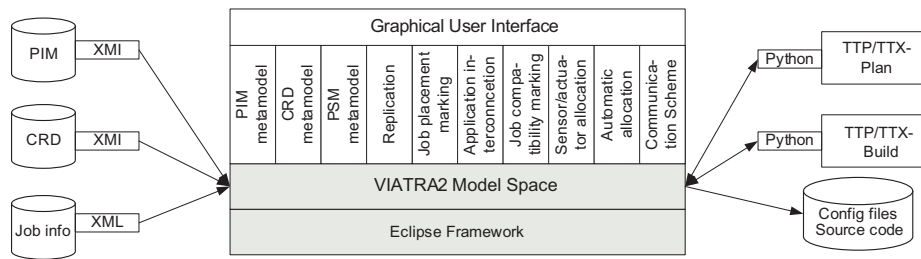 Graphical User Interface
PIM
XMI
CRD
XMI
Job info
XML
PIM
metamodel
CRD
metamodel
PSM
metamodel
Replication
Job placement
marking
Application in-
terponncetion
Job compa-
tibility marking
Sensor/actua-
tor allocation
Automatic
allocation
Communica-
tion Scheme
VIATRA2 Model Space
Eclipse Framework
Python
TTP/TTX-
Plan
Python
TTP/TTX-
Build
Config files
Source code